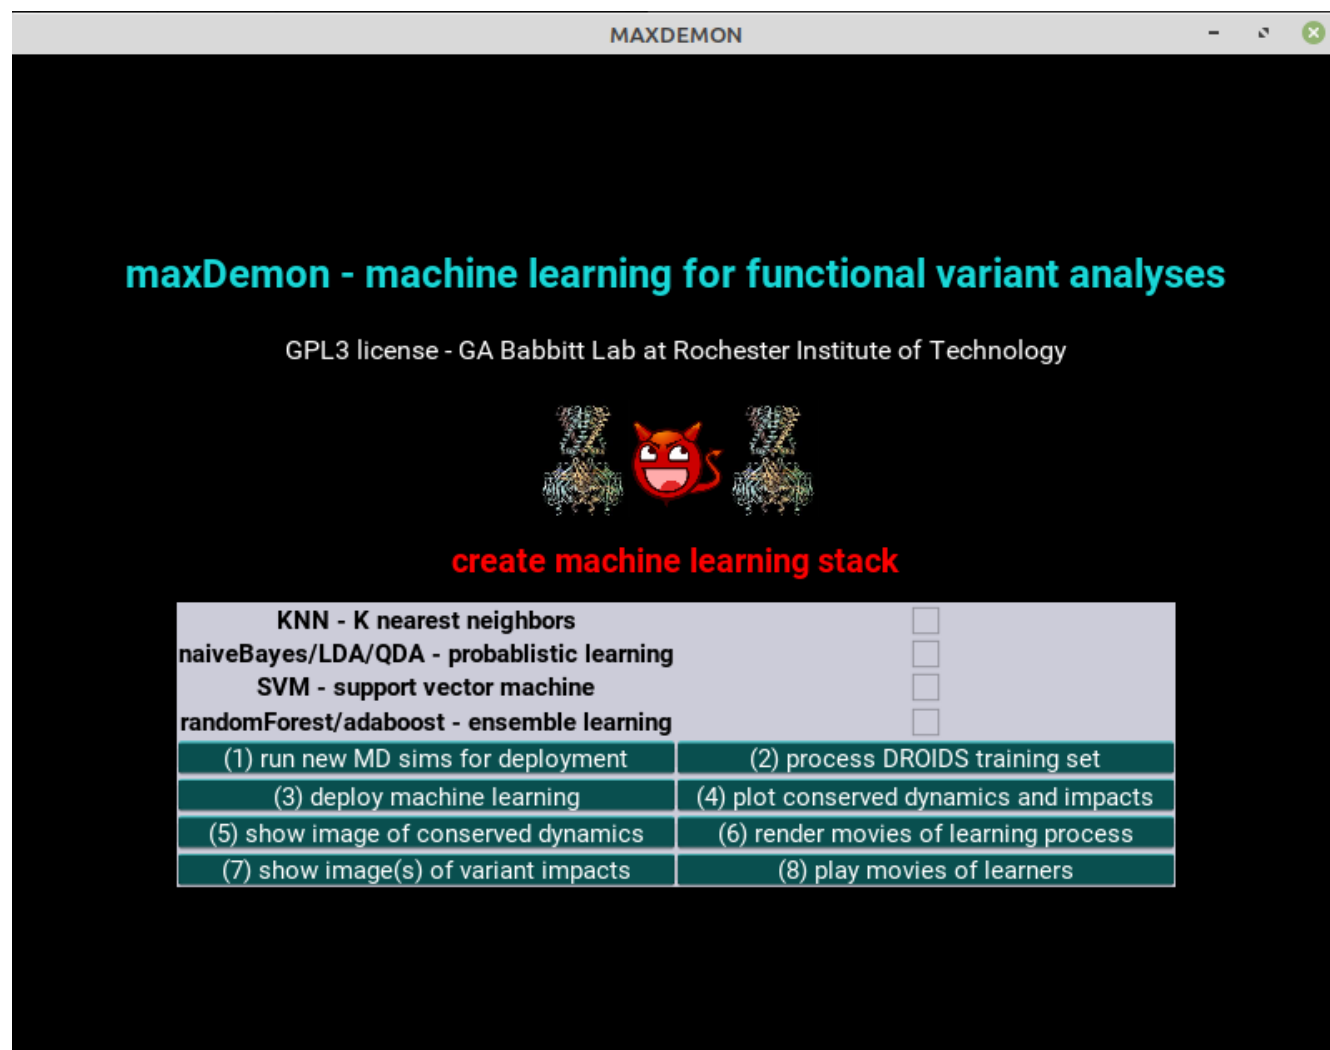 MAXDEMON
maxDemon - machine learning for functional variant analyses
GPL3 license - GA Babbitt Lab at Rochester Institute of Technology
create machine learning stack
KNN - K nearest neighbors
naiveBayes/LDA/QDA - probablistic learning
SVM - support vector machine
randomForest/adaboost - ensemble learning
(1) run new MD sims for deployment (2) process DROIDS training set
(3) deploy machine learning (4) plot conserved dynamics and impacts
(5) show image of conserved dynamics (6) render movies of learning process
(7) show image(s) of variant impacts (8) play movies of learners